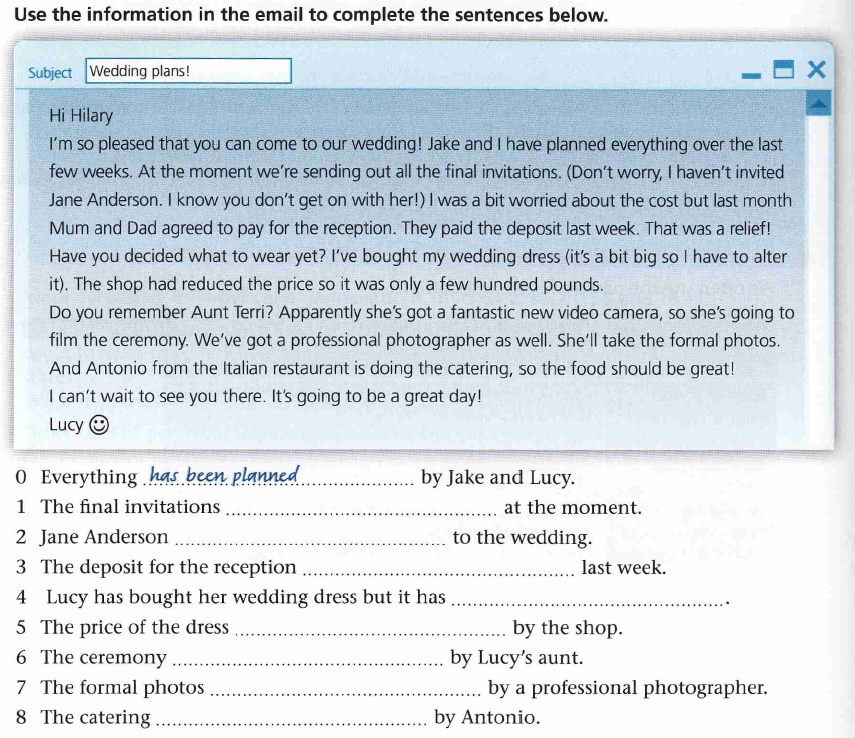 Use the information in the email to complete the sentences below.
Subject Wedding plans!
Hi Hilary
I'm so pleased that you can come to our wedding! Jake and I have planned everything over the last
few weeks. At the moment we're sending out all the final invitations. (Don't worry, I haven't invited
Jane Anderson. I know you don't get on with her!) I was a bit worried about the cost but last month
Mum and Dad agreed to pay for the reception. They paid the deposit last week. That was a relief!
Have you decided what to wear yet? I've bought my wedding dress (it's a bit big so I have to alter
it). The shop had reduced the price so it was only a few hundred pounds.
Do you remember Aunt Terri? Apparently she's got a fantastic new video camera, so she's going to
film the ceremony. We've got a professional photographer as well. She'll take the formal photos.
And Antonio from the Italian restaurant is doing the catering, so the food should be great!
I can't wait to see you there. It's going to be a great day!
Lucy ☺
0 Everything has been planned by Jake and Lucy.
1 The final invitations ............................................... at the moment.
2 Jane Anderson ............................................... to the wedding.
3 The deposit for the reception ............................................... last week.
4 Lucy has bought her wedding dress but it has ............................................... .
5 The price of the dress ............................................... by the shop.
6 The ceremony ............................................... by Lucy's aunt.
7 The formal photos ............................................... by a professional photographer.
8 The catering ............................................... by Antonio.